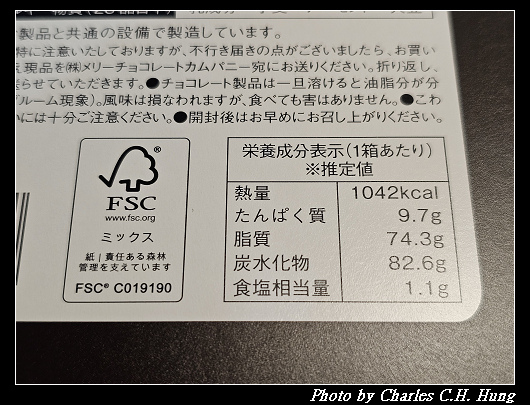 製品と共通の設備で製造しています。
特に注意いたしておりますが、不行き届きの点がございましたら、お買い
現品を㈱メリーチョコレートカムパニー宛にお送りください。折り返し、
らせていただきます。●チョコレート製品は一旦溶けると油脂分が分
ルーム現象)。風味は損なわれますが、食べても害はありません。●こわ
いには十分ご注意ください。●開封後はお早めにお召し上がりください。
FSC
www.fsc.org
ミックス
紙|責任ある森林
管理を支えています
FSC® C019190
栄養成分表示(1箱あたり)
※推定値
熱量 1042kcal
たんぱく質 9.7g
脂質 74.3g
炭水化物 82.6g
食塩相当量 1.1g
Photo by Charles C.H. Hung